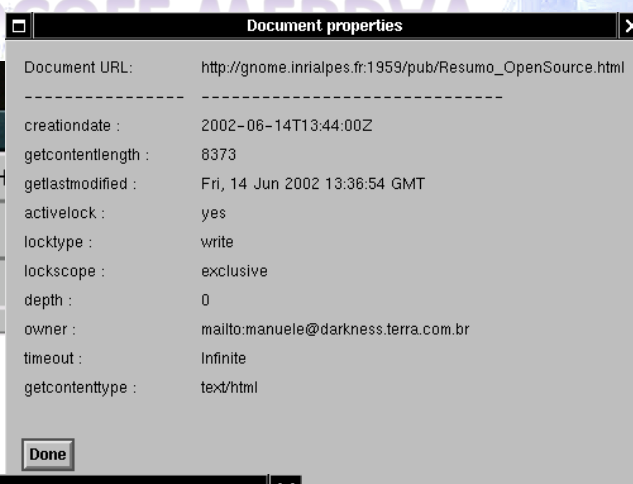 Document properties
Document URL: http://gnome.inrialpes.fr:1959/pub/Resumo_OpenSource.html
---------------- ------------------------------
creationdate : 2002-06-14T13:44:00Z
getcontentlength : 8373
getlastmodified : Fri, 14 Jun 2002 13:36:54 GMT
activelock : yes
locktype : write
lockscope : exclusive
depth : 0
owner : mailto:manuele@darkness.terra.com.br
timeout : Infinite
getcontenttype : text/html
Done